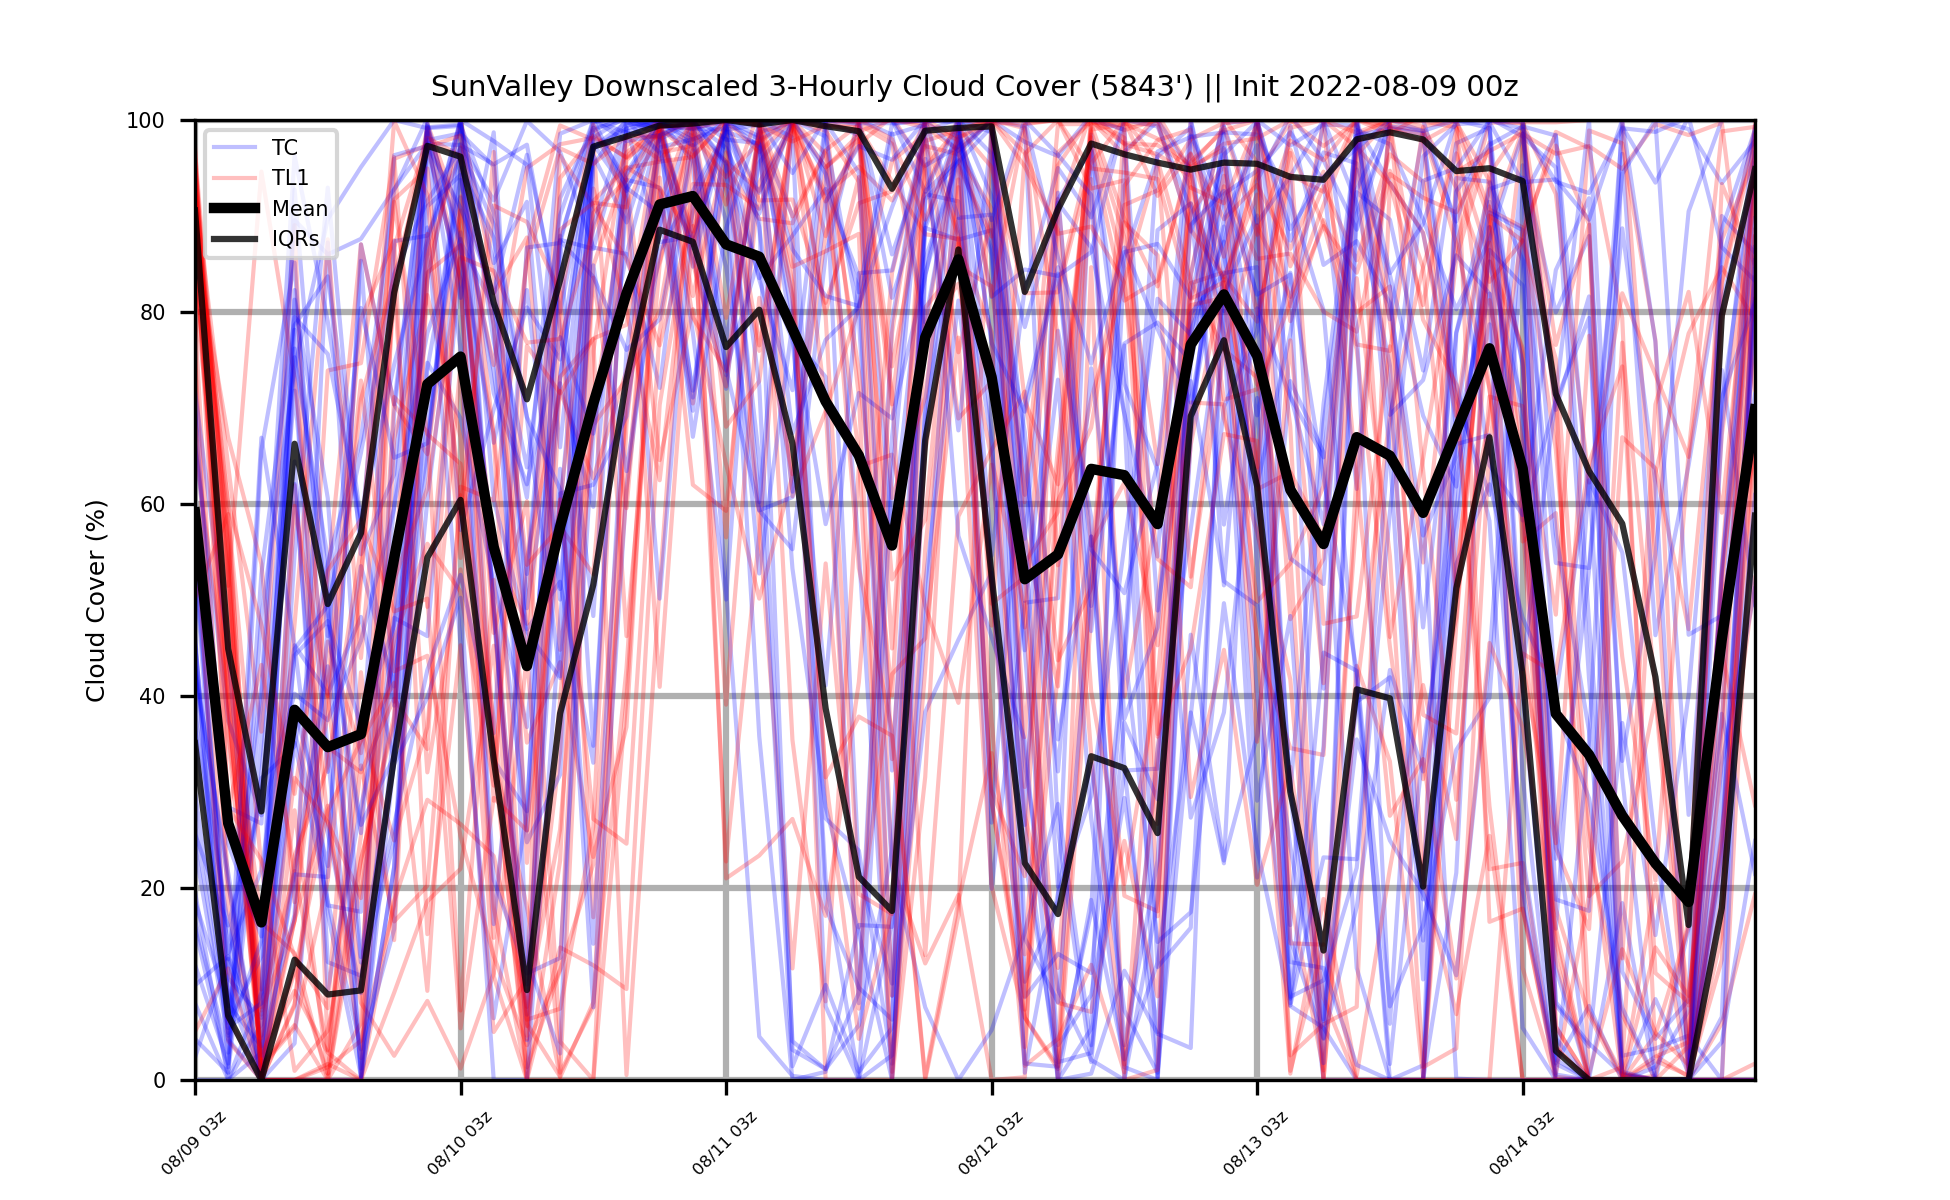 SunValley Downscaled 3-Hourly Cloud Cover (5843') || Init 2022-08-09 00z
Cloud Cover (%)
100
80
60
40
20
0
TC
TL1
Mean
IQRs
08/09 03z
08/10 03z
08/11 03z
08/12 03z
08/13 03z
08/14 03z